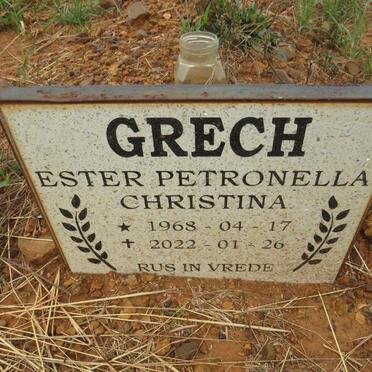 GRECH
ESTER PETRONELLA
CHRISTINA
★ 1968 - 04 - 17
✝ 2022 - 01 - 26
RUS IN VREDE